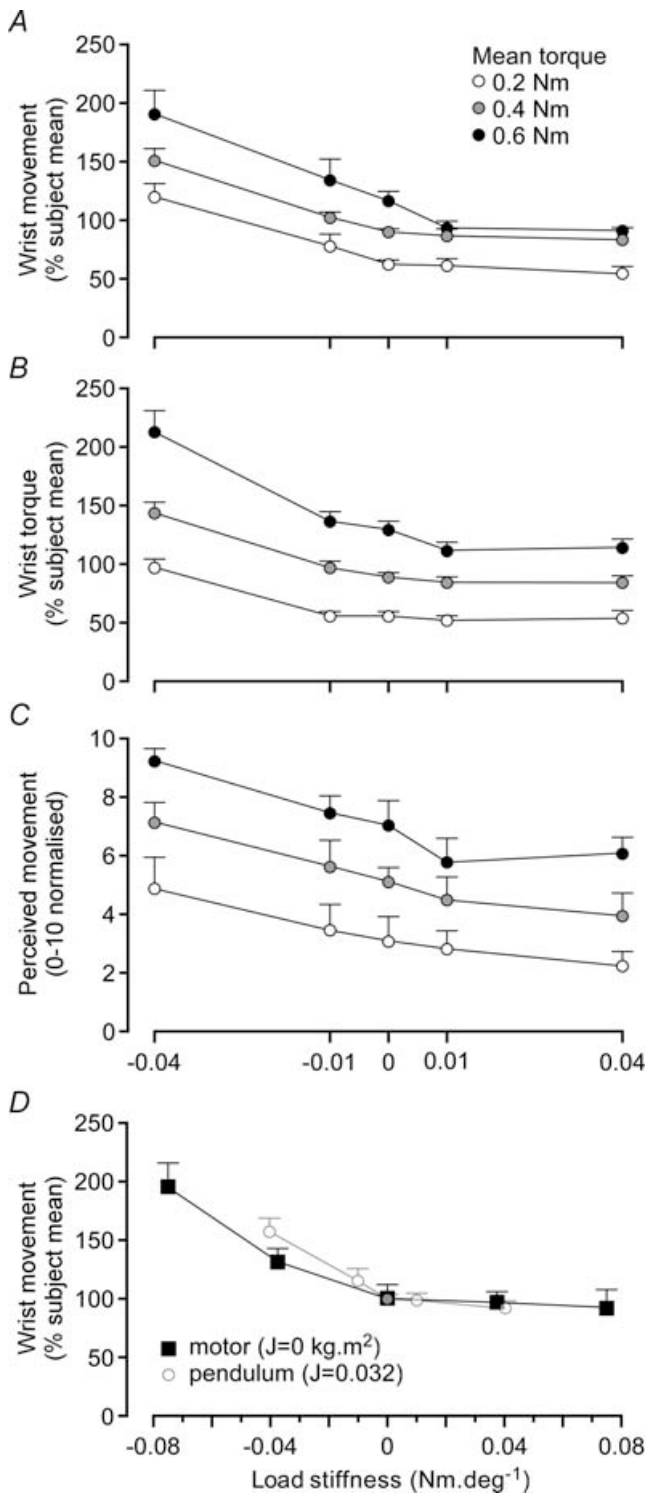 A
250
200
150
100
50
0
Wrist movement
(% subject mean)
Mean torque
0.2 Nm
0.4 Nm
0.6 Nm
B
250
200
150
100
50
0
Wrist torque
(% subject mean)
C
10
8
6
4
2
0
Perceived movement
(0-10 normalised)
-0.04 -0.01 0 0.01 0.04
D
250
200
150
100
50
0
Wrist movement
(% subject mean)
motor (J=0 kg.m²)
pendulum (J=0.032)
-0.08 -0.04 0 0.04 0.08
Load stiffness (Nm.deg⁻¹)